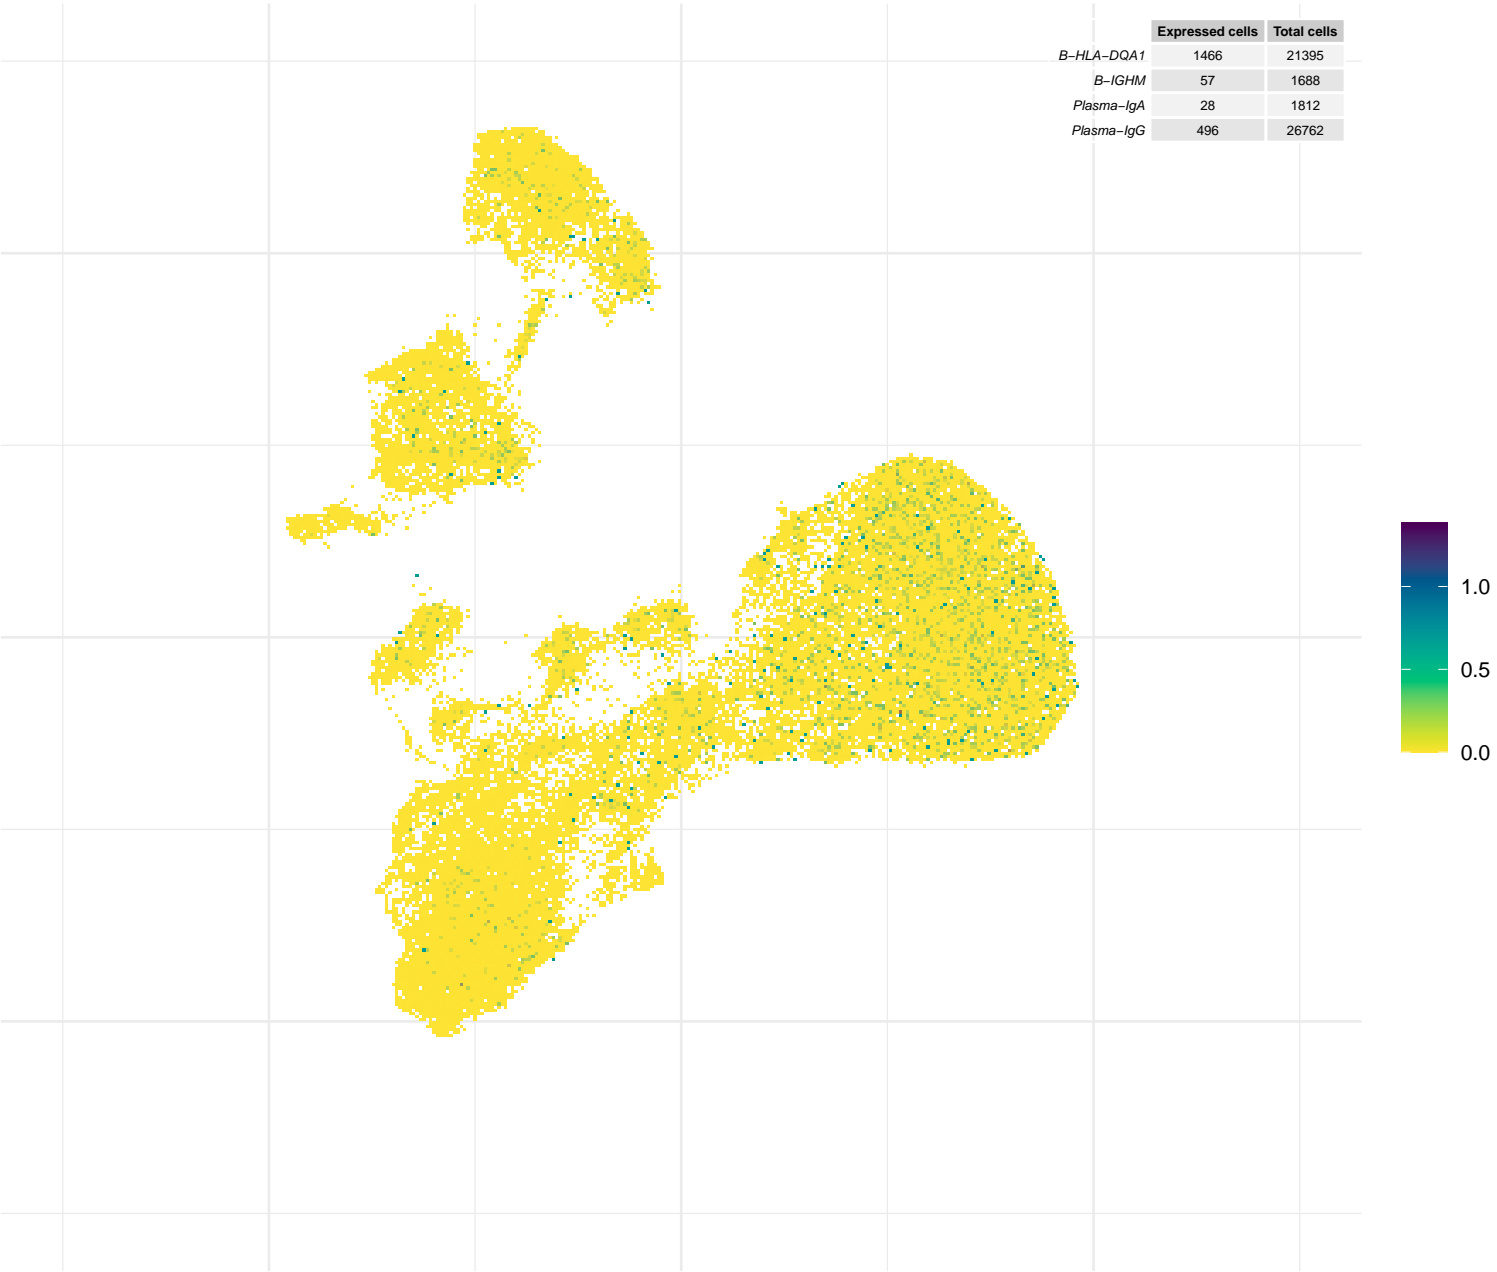 Expressed cells Total cells
B−HLA−DQA1 1466 21395
B−IGHM 57 1688
Plasma−IgA 28 1812
Plasma−IgG 496 26762
1.0
0.5
0.0